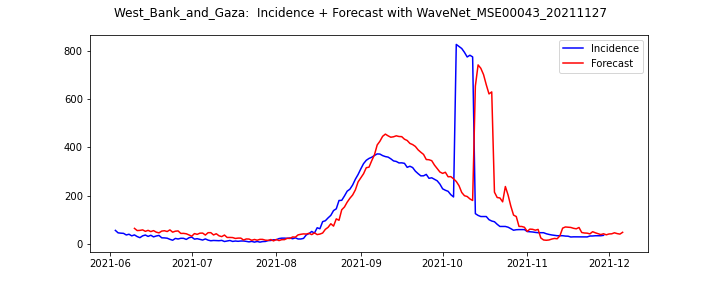 West_Bank_and_Gaza:  Incidence + Forecast with WaveNet_MSE00043_20211127
Incidence
Forecast
800
600
400
200
0
2021-06 2021-07 2021-08 2021-09 2021-10 2021-11 2021-12